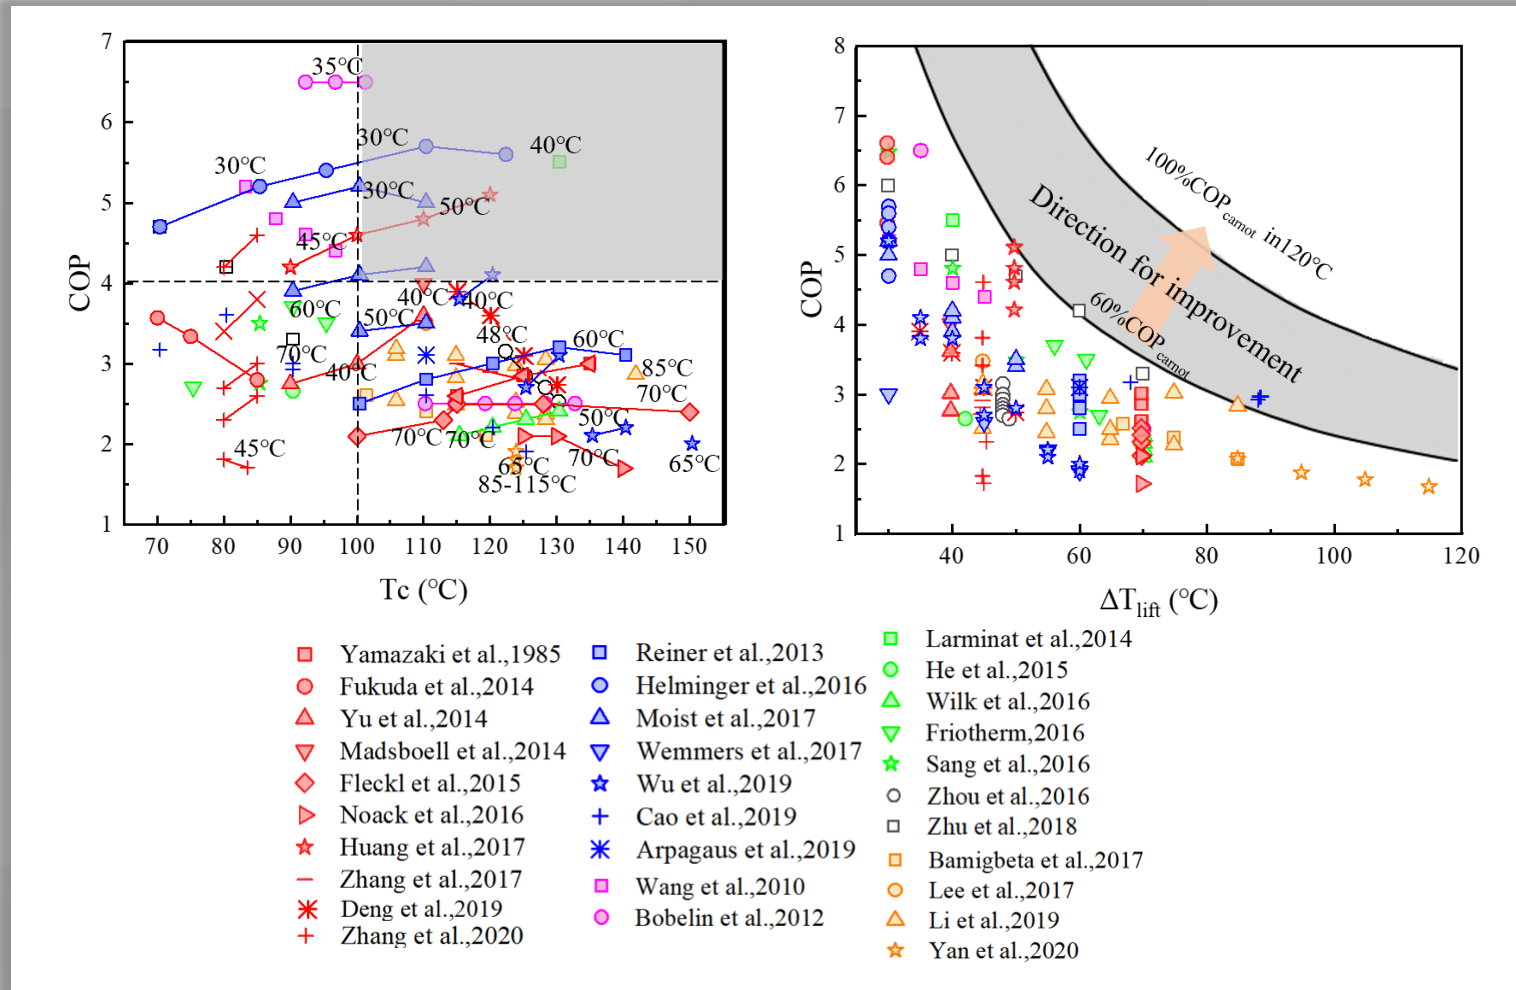 7
6
5
4
3
2
1
COP
70
80
90
100
110
120
130
140
150
Tc (℃)
35℃
30℃
30℃
40℃
30℃
50℃
45℃
60℃
40℃
40℃
50℃
48℃
60℃
70℃
40℃
85℃
70℃
50℃
70℃
70℃
45℃
65℃
70℃
65℃
85-115℃
8
7
6
5
4
3
2
1
COP
40
60
80
100
120
ΔTlift (℃)
100%COPcarnot in120℃
Direction for improvement
60%COPcarnot
Yamazaki et al.,1985
Fukuda et al.,2014
Yu et al.,2014
Madsboell et al.,2014
Fleckl et al.,2015
Noack et al.,2016
Huang et al.,2017
Zhang et al.,2017
Deng et al.,2019
Zhang et al.,2020
Reiner et al.,2013
Helminger et al.,2016
Moist et al.,2017
Wemmers et al.,2017
Wu et al.,2019
Cao et al.,2019
Arpagaus et al.,2019
Wang et al.,2010
Bobelin et al.,2012
Larminat et al.,2014
He et al.,2015
Wilk et al.,2016
Friotherm,2016
Sang et al.,2016
Zhou et al.,2016
Zhu et al.,2018
Bamigbeta et al.,2017
Lee et al.,2017
Li et al.,2019
Yan et al.,2020